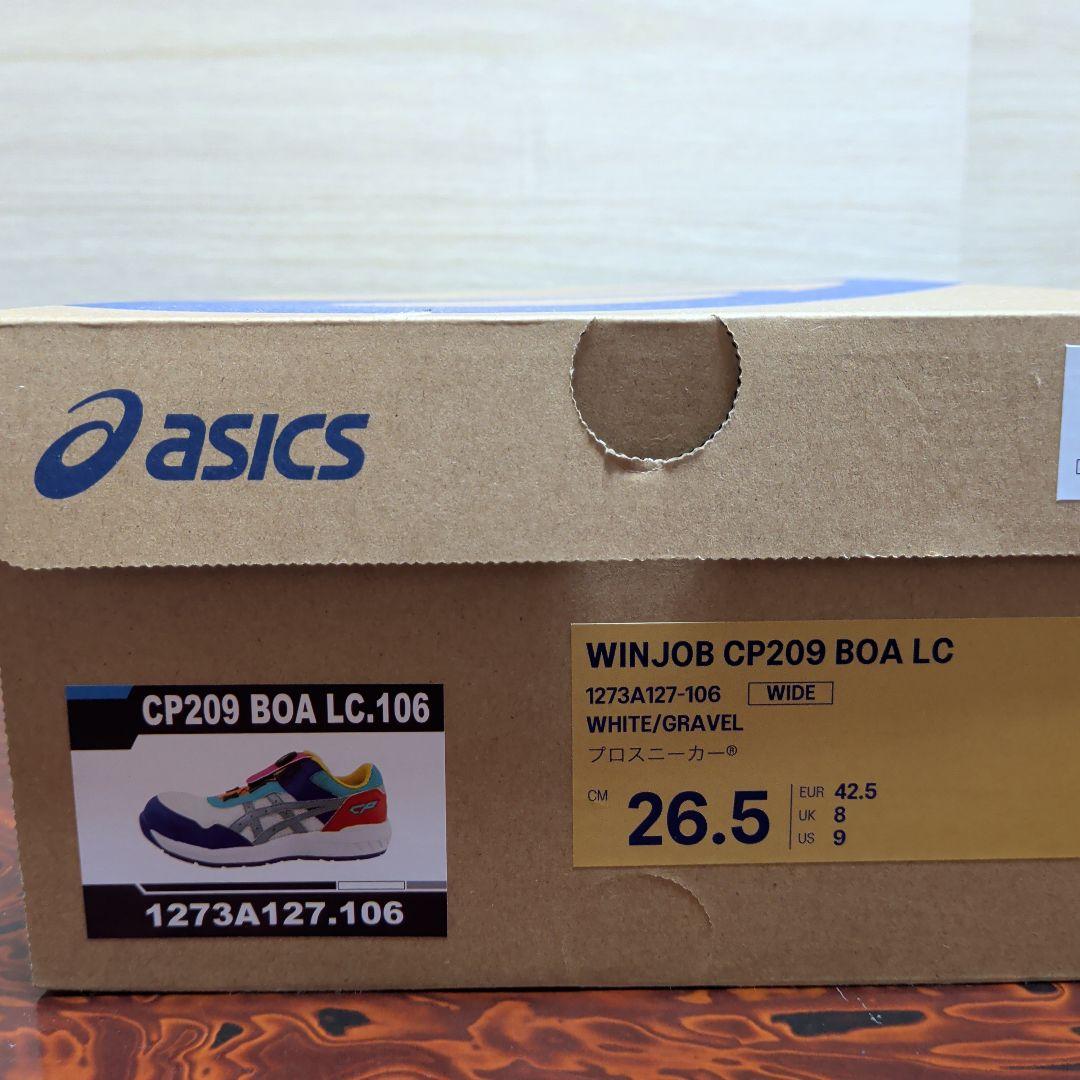 asics
CP209 BOA LC.106
CP
1273A127.106
WINJOB CP209 BOA LC
1273A127-106 WIDE
WHITE/GRAVEL
プロスニーカー®
CM 26.5
EUR 42.5
UK 8
US 9